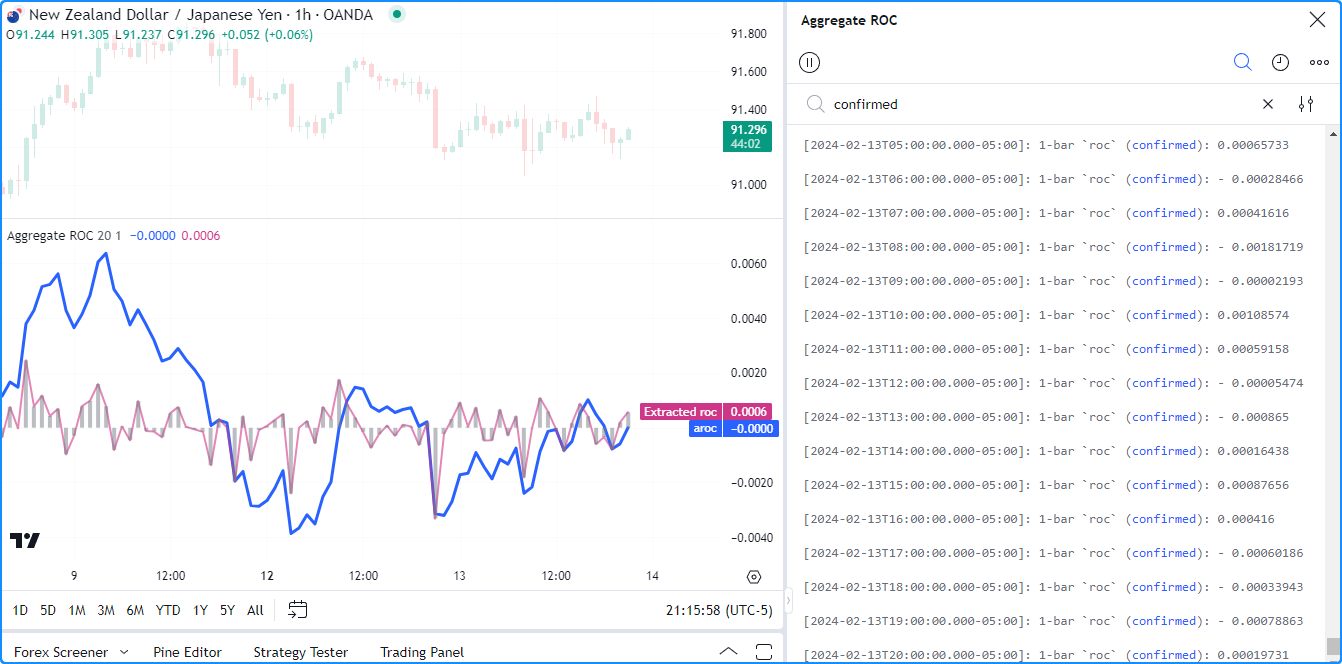 New Zealand Dollar / Japanese Yen · 1h · OANDA
O91.244 H91.305 L91.237 C91.296 +0.052 (+0.06%)
91.800
91.600
91.400
91.296
44:02
91.000
Aggregate ROC 20 1 −0.0000 0.0006
0.0060
0.0040
0.0020
Extracted roc 0.0006
aroc −0.0000
−0.0020
−0.0040
9 12:00 12 12:00 13 12:00 14
1D 5D 1M 3M 6M YTD 1Y 5Y All 21:15:58 (UTC-5)
Forex Screener Pine Editor Strategy Tester Trading Panel
Aggregate ROC
confirmed
[2024-02-13T05:00:00.000-05:00]: 1-bar `roc` (confirmed): 0.00065733
[2024-02-13T06:00:00.000-05:00]: 1-bar `roc` (confirmed): - 0.00028466
[2024-02-13T07:00:00.000-05:00]: 1-bar `roc` (confirmed): 0.00041616
[2024-02-13T08:00:00.000-05:00]: 1-bar `roc` (confirmed): - 0.00181719
[2024-02-13T09:00:00.000-05:00]: 1-bar `roc` (confirmed): - 0.00002193
[2024-02-13T10:00:00.000-05:00]: 1-bar `roc` (confirmed): 0.00108574
[2024-02-13T11:00:00.000-05:00]: 1-bar `roc` (confirmed): 0.00059158
[2024-02-13T12:00:00.000-05:00]: 1-bar `roc` (confirmed): - 0.00005474
[2024-02-13T13:00:00.000-05:00]: 1-bar `roc` (confirmed): - 0.000865
[2024-02-13T14:00:00.000-05:00]: 1-bar `roc` (confirmed): 0.00016438
[2024-02-13T15:00:00.000-05:00]: 1-bar `roc` (confirmed): 0.00087656
[2024-02-13T16:00:00.000-05:00]: 1-bar `roc` (confirmed): 0.000416
[2024-02-13T17:00:00.000-05:00]: 1-bar `roc` (confirmed): - 0.00060186
[2024-02-13T18:00:00.000-05:00]: 1-bar `roc` (confirmed): - 0.00033943
[2024-02-13T19:00:00.000-05:00]: 1-bar `roc` (confirmed): - 0.00078863
[2024-02-13T20:00:00.000-05:00]: 1-bar `roc` (confirmed): 0.00019731